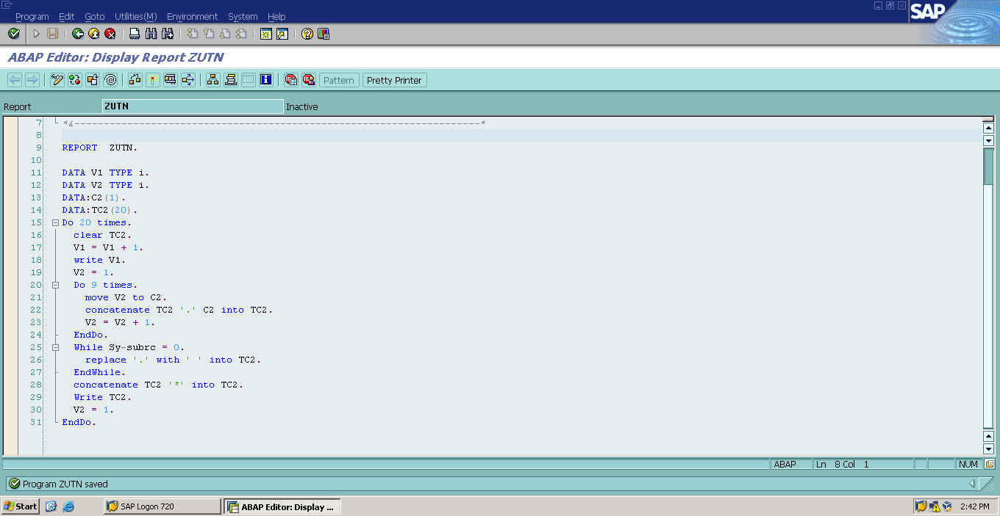 Program Edit Goto Utilities(M) Environment System Help
SAP
ABAP Editor: Display Report ZUTN
Pattern Pretty Printer
Report ZUTN Inactive
7 *&---------------------------------------------------------------------*
8
9 REPORT  ZUTN.
10
11 DATA V1 TYPE i.
12 DATA V2 TYPE i.
13 DATA:C2(1).
14 DATA:TC2(20).
15 Do 20 times.
16   clear TC2.
17   V1 = V1 + 1.
18   write V1.
19   V2 = 1.
20   Do 9 times.
21     move V2 to C2.
22     concatenate TC2 '.' C2 into TC2.
23     V2 = V2 + 1.
24   EndDo.
25   While Sy-subrc = 0.
26     replace '.' with ' ' into TC2.
27   EndWhile.
28   concatenate TC2 '*' into TC2.
29   Write TC2.
30   V2 = 1.
31 EndDo.
ABAP Ln 8 Col 1 NUM
Program ZUTN saved
Start SAP Logon 720 ABAP Editor: Display ... 2:42 PM